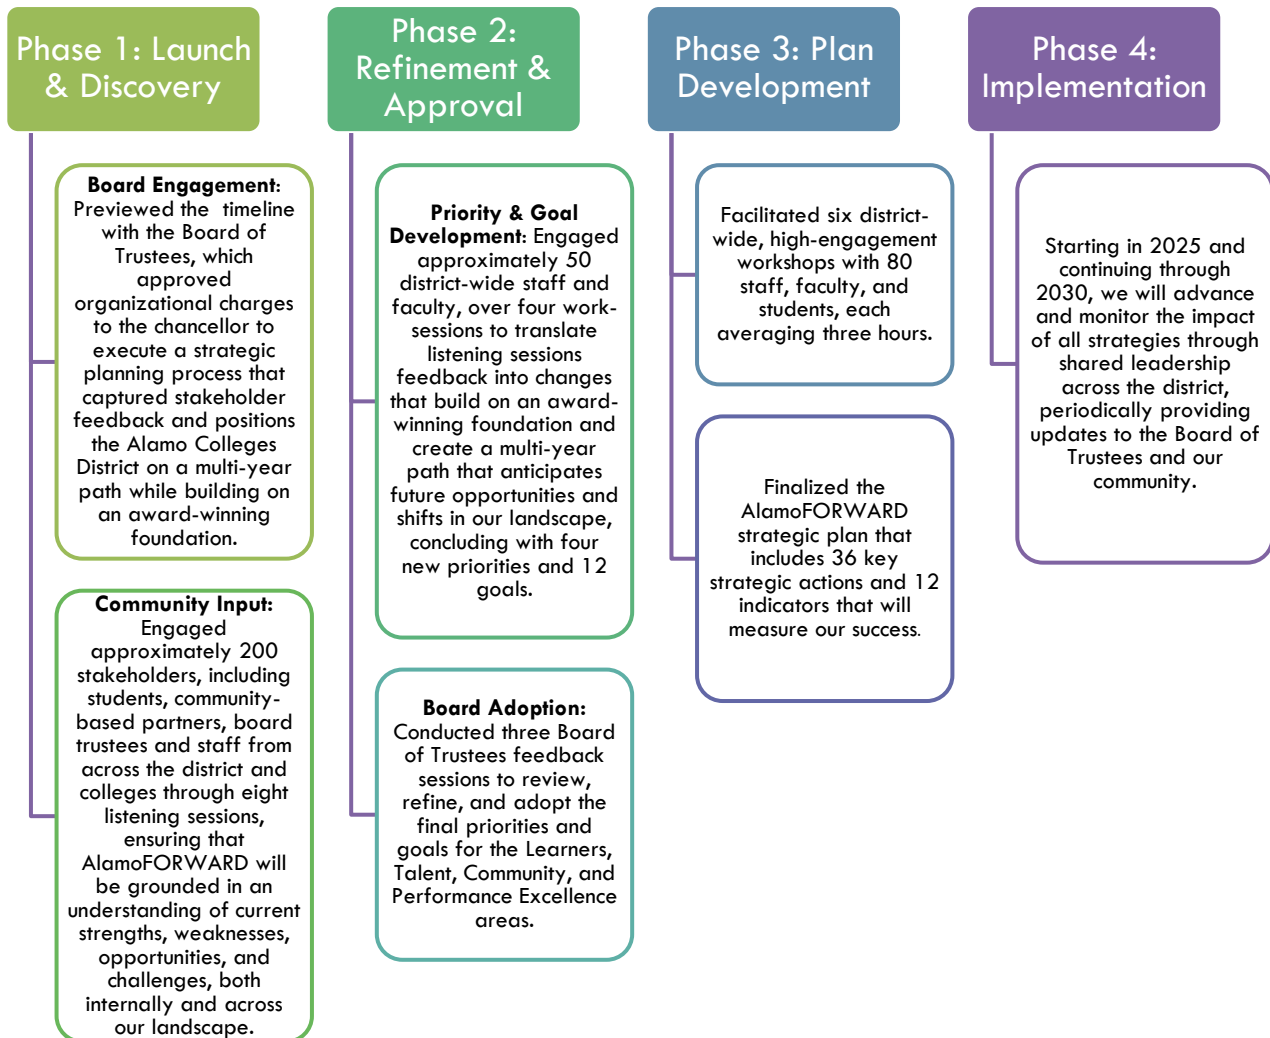 Phase 1: Launch
& Discovery
Board Engagement:
Previewed the timeline
with the Board of
Trustees, which
approved
organizational charges
to the chancellor to
execute a strategic
planning process that
captured stakeholder
feedback and positions
the Alamo Colleges
District on a multi-year
path while building on
an award-winning
foundation.
Community Input:
Engaged
approximately 200
stakeholders, including
students, community-
based partners, board
trustees and staff from
across the district and
colleges through eight
listening sessions,
ensuring that
AlamoFORWARD will
be grounded in an
understanding of current
strengths, weaknesses,
opportunities, and
challenges, both
internally and across
our landscape.
Phase 2:
Refinement &
Approval
Priority & Goal
Development: Engaged
approximately 50
district-wide staff and
faculty, over four work-
sessions to translate
listening sessions
feedback into changes
that build on an award-
winning foundation and
create a multi-year
path that anticipates
future opportunities and
shifts in our landscape,
concluding with four
new priorities and 12
goals.
Board Adoption:
Conducted three Board
of Trustees feedback
sessions to review,
refine, and adopt the
final priorities and
goals for the Learners,
Talent, Community, and
Performance Excellence
areas.
Phase 3: Plan
Development
Facilitated six district-
wide, high-engagement
workshops with 80
staff, faculty, and
students, each
averaging three hours.
Finalized the
AlamoFORWARD
strategic plan that
includes 36 key
strategic actions and 12
indicators that will
measure our success.
Phase 4:
Implementation
Starting in 2025 and
continuing through
2030, we will advance
and monitor the impact
of all strategies through
shared leadership
across the district,
periodically providing
updates to the Board of
Trustees and our
community.